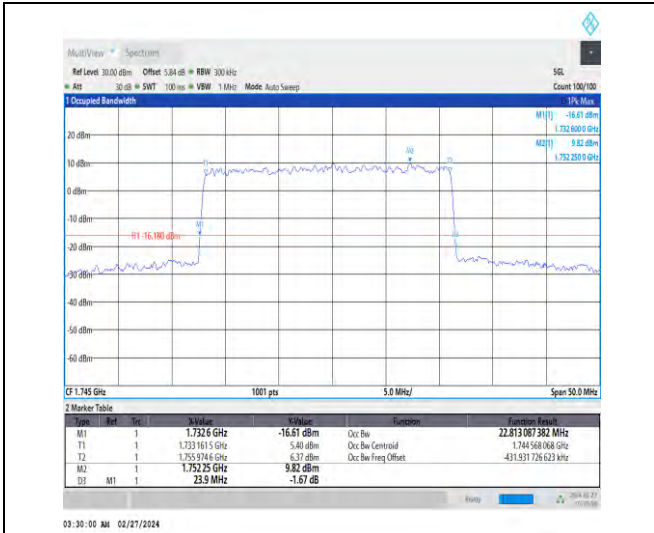 MultiView Spectrum
Ref Level 30.00 dBm Offset 5.84 dB RBW 300 kHz SGL
Att 30 dB SWT 100 ms VBW 1 MHz Mode Auto Sweep Count 100/100
1 Occupied Bandwidth 1Pk Max
M1[1] -16.61 dBm
1.732 600 0 GHz
M2[1] 9.82 dBm
1.752 250 0 GHz
20 dBm
M2
T1
10 dBm
0 dBm
-10 dBm
M1
H1 -16.180 dBm
-20 dBm
-30 dBm
-40 dBm
-50 dBm
-60 dBm
CF 1.745 GHz 1001 pts 5.0 MHz/ Span 50.0 MHz
2 Marker Table
Type Ref Trc X-Value Y-Value Function Function Result
M1 1 1.732 6 GHz -16.61 dBm Occ Bw 22.813 087 382 MHz
T1 1 1.733 161 5 GHz 5.40 dBm Occ Bw Centroid 1.744 568 068 GHz
T2 1 1.755 974 6 GHz 6.37 dBm Occ Bw Freq Offset -431.931 726 623 kHz
M2 1 1.752 25 GHz 9.82 dBm
D3 M1 1 23.9 MHz -1.67 dB
03:30:00 AM 02/27/2024